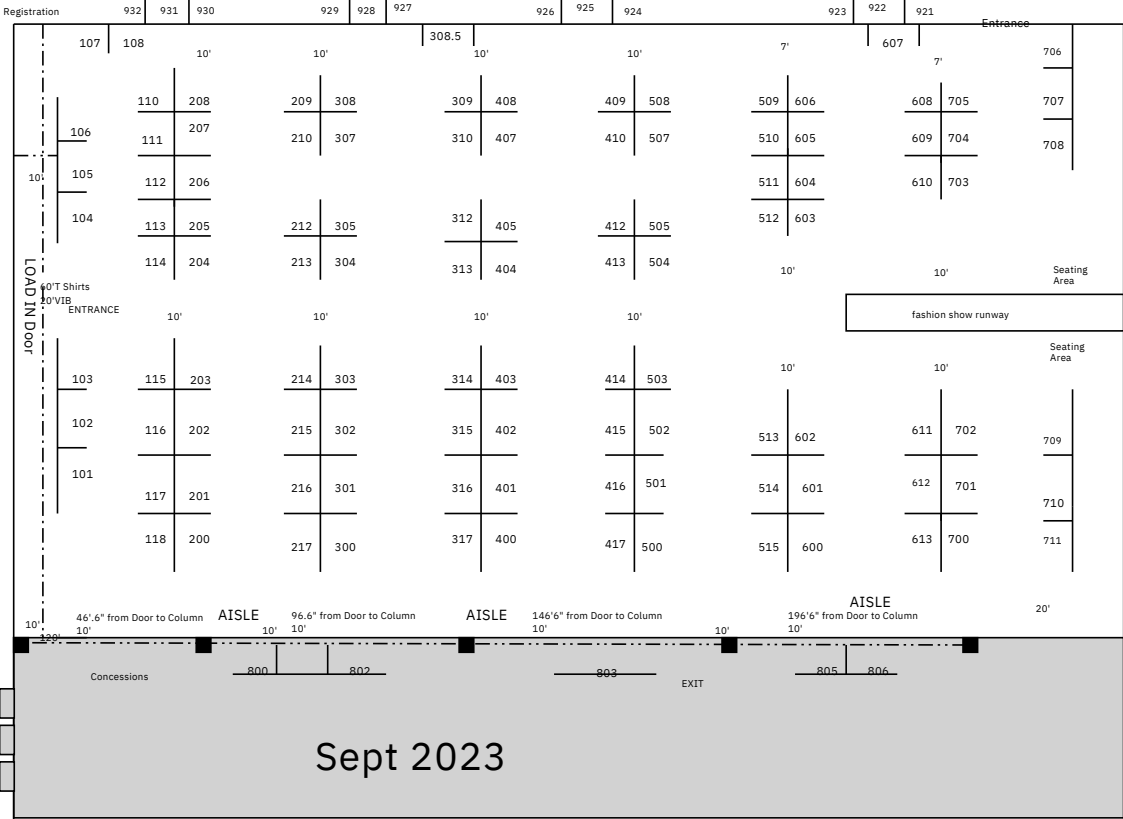 Registration 932 931 930 929 928 927 926 925 924 923 922 921
Entrance
107 108 308.5 607 706
10' 10' 10' 10' 7' 7'
110 208 209 308 309 408 409 508 509 606 608 705 707
106 111 207 210 307 310 407 410 507 510 605 609 704 708
10' 105 112 206 511 604 610 703
104 113 205 212 305 312 405 412 505 512 603
114 204 213 304 313 404 413 504 10' 10'
Seating
Area
LOAD IN Door
60'T Shirts
20'VIB
ENTRANCE
10' 10' 10' 10'
fashion show runway
Seating
Area
10' 10'
103 115 203 214 303 314 403 414 503
102 116 202 215 302 315 402 415 502 513 602 611 702 709
101 117 201 216 301 316 401 416 501 514 601 612 701 710
118 200 217 300 317 400 417 500 515 600 613 700 711
AISLE AISLE AISLE
46'.6" from Door to Column 96.6" from Door to Column 146'6" from Door to Column 196'6" from Door to Column 20'
10' 10' 10' 10' 10' 10' 10'
120'
800 802 803 805 806
Concessions EXIT
Sept 2023